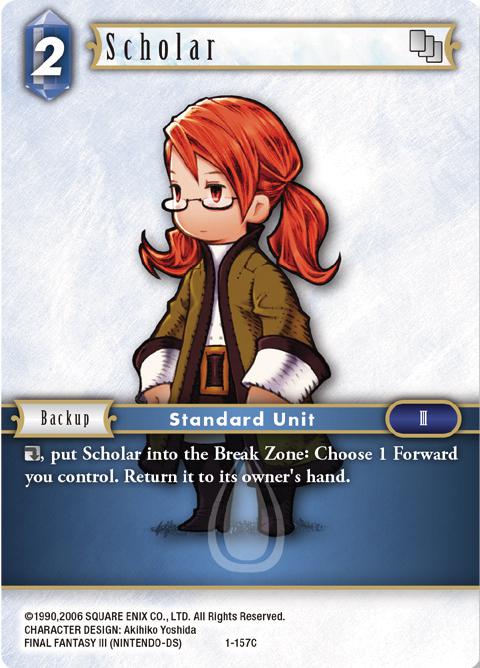 2
Scholar
Backup
Standard Unit
III
, put Scholar into the Break Zone: Choose 1 Forward
you control. Return it to its owner's hand.
©1990,2006 SQUARE ENIX CO., LTD. All Rights Reserved.
CHARACTER DESIGN: Akihiko Yoshida
FINAL FANTASY III (NINTENDO-DS)
1-157C